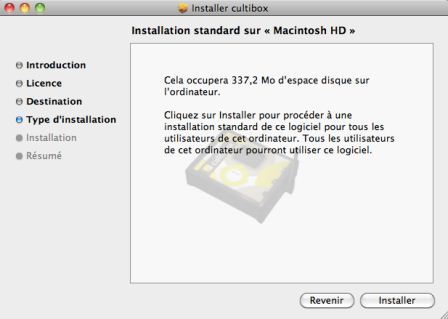 Installer cultibox
Installation standard sur « Macintosh HD »
Introduction
Licence
Destination
Type d'installation
Installation
Résumé
Cela occupera 337,2 Mo d'espace disque sur
l'ordinateur.
Cliquez sur Installer pour procéder à une
installation standard de ce logiciel pour tous les
utilisateurs de cet ordinateur. Tous les utilisateurs
de cet ordinateur pourront utiliser ce logiciel.
Revenir
Installer